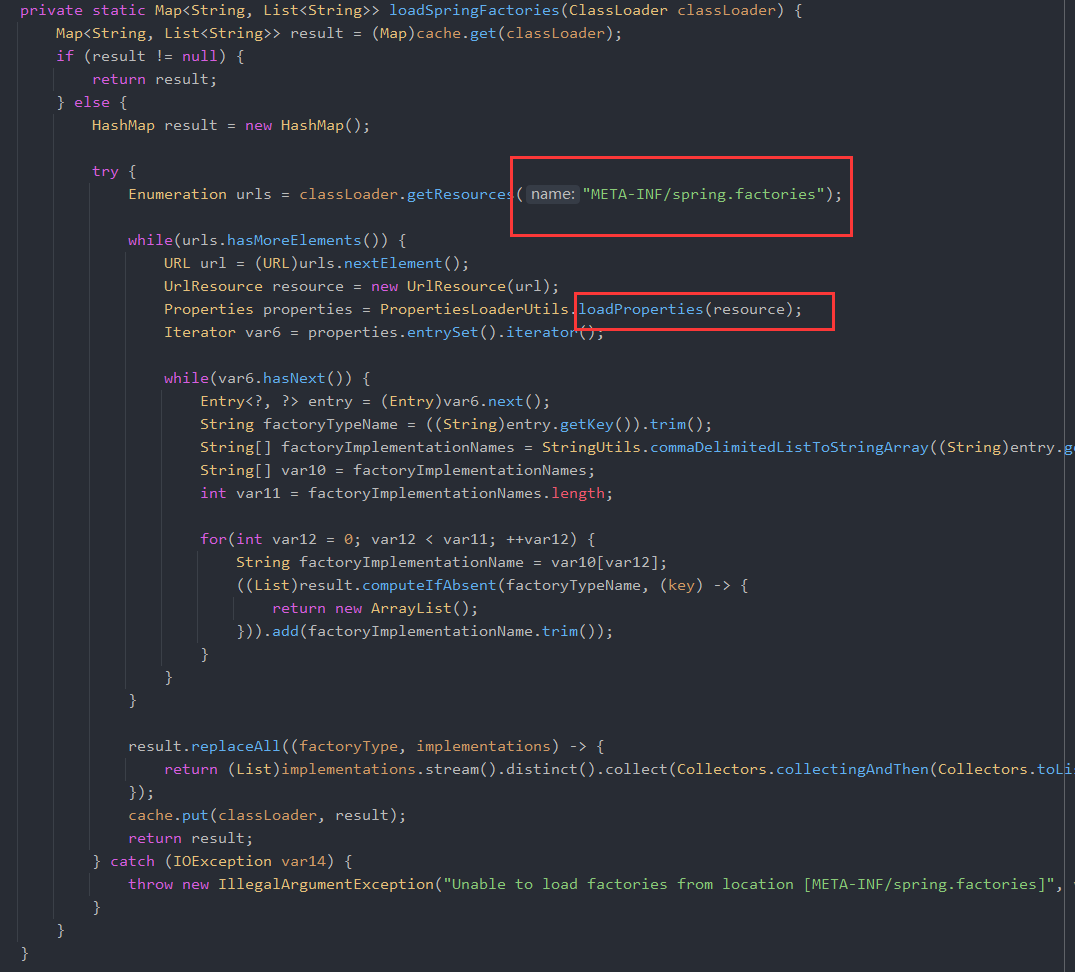 private static Map<String, List<String>> loadSpringFactories(ClassLoader classLoader) {
    Map<String, List<String>> result = (Map)cache.get(classLoader);
    if (result != null) {
        return result;
    } else {
        HashMap result = new HashMap();
        try {
            Enumeration urls = classLoader.getResources( name: "META-INF/spring.factories");
            while(urls.hasMoreElements()) {
                URL url = (URL)urls.nextElement();
                UrlResource resource = new UrlResource(url);
                Properties properties = PropertiesLoaderUtils.loadProperties(resource);
                Iterator var6 = properties.entrySet().iterator();
                while(var6.hasNext()) {
                    Entry<?, ?> entry = (Entry)var6.next();
                    String factoryTypeName = ((String)entry.getKey()).trim();
                    String[] factoryImplementationNames = StringUtils.commaDelimitedListToStringArray((String)entry.g
                    String[] var10 = factoryImplementationNames;
                    int var11 = factoryImplementationNames.length;
                    for(int var12 = 0; var12 < var11; ++var12) {
                        String factoryImplementationName = var10[var12];
                        ((List)result.computeIfAbsent(factoryTypeName, (key) -> {
                            return new ArrayList();
                        })).add(factoryImplementationName.trim());
                    }
                }
            }
            result.replaceAll((factoryType, implementations) -> {
                return (List)implementations.stream().distinct().collect(Collectors.collectingAndThen(Collectors.toLi
            });
            cache.put(classLoader, result);
            return result;
        } catch (IOException var14) {
            throw new IllegalArgumentException("Unable to load factories from location [META-INF/spring.factories]",
        }
    }
}